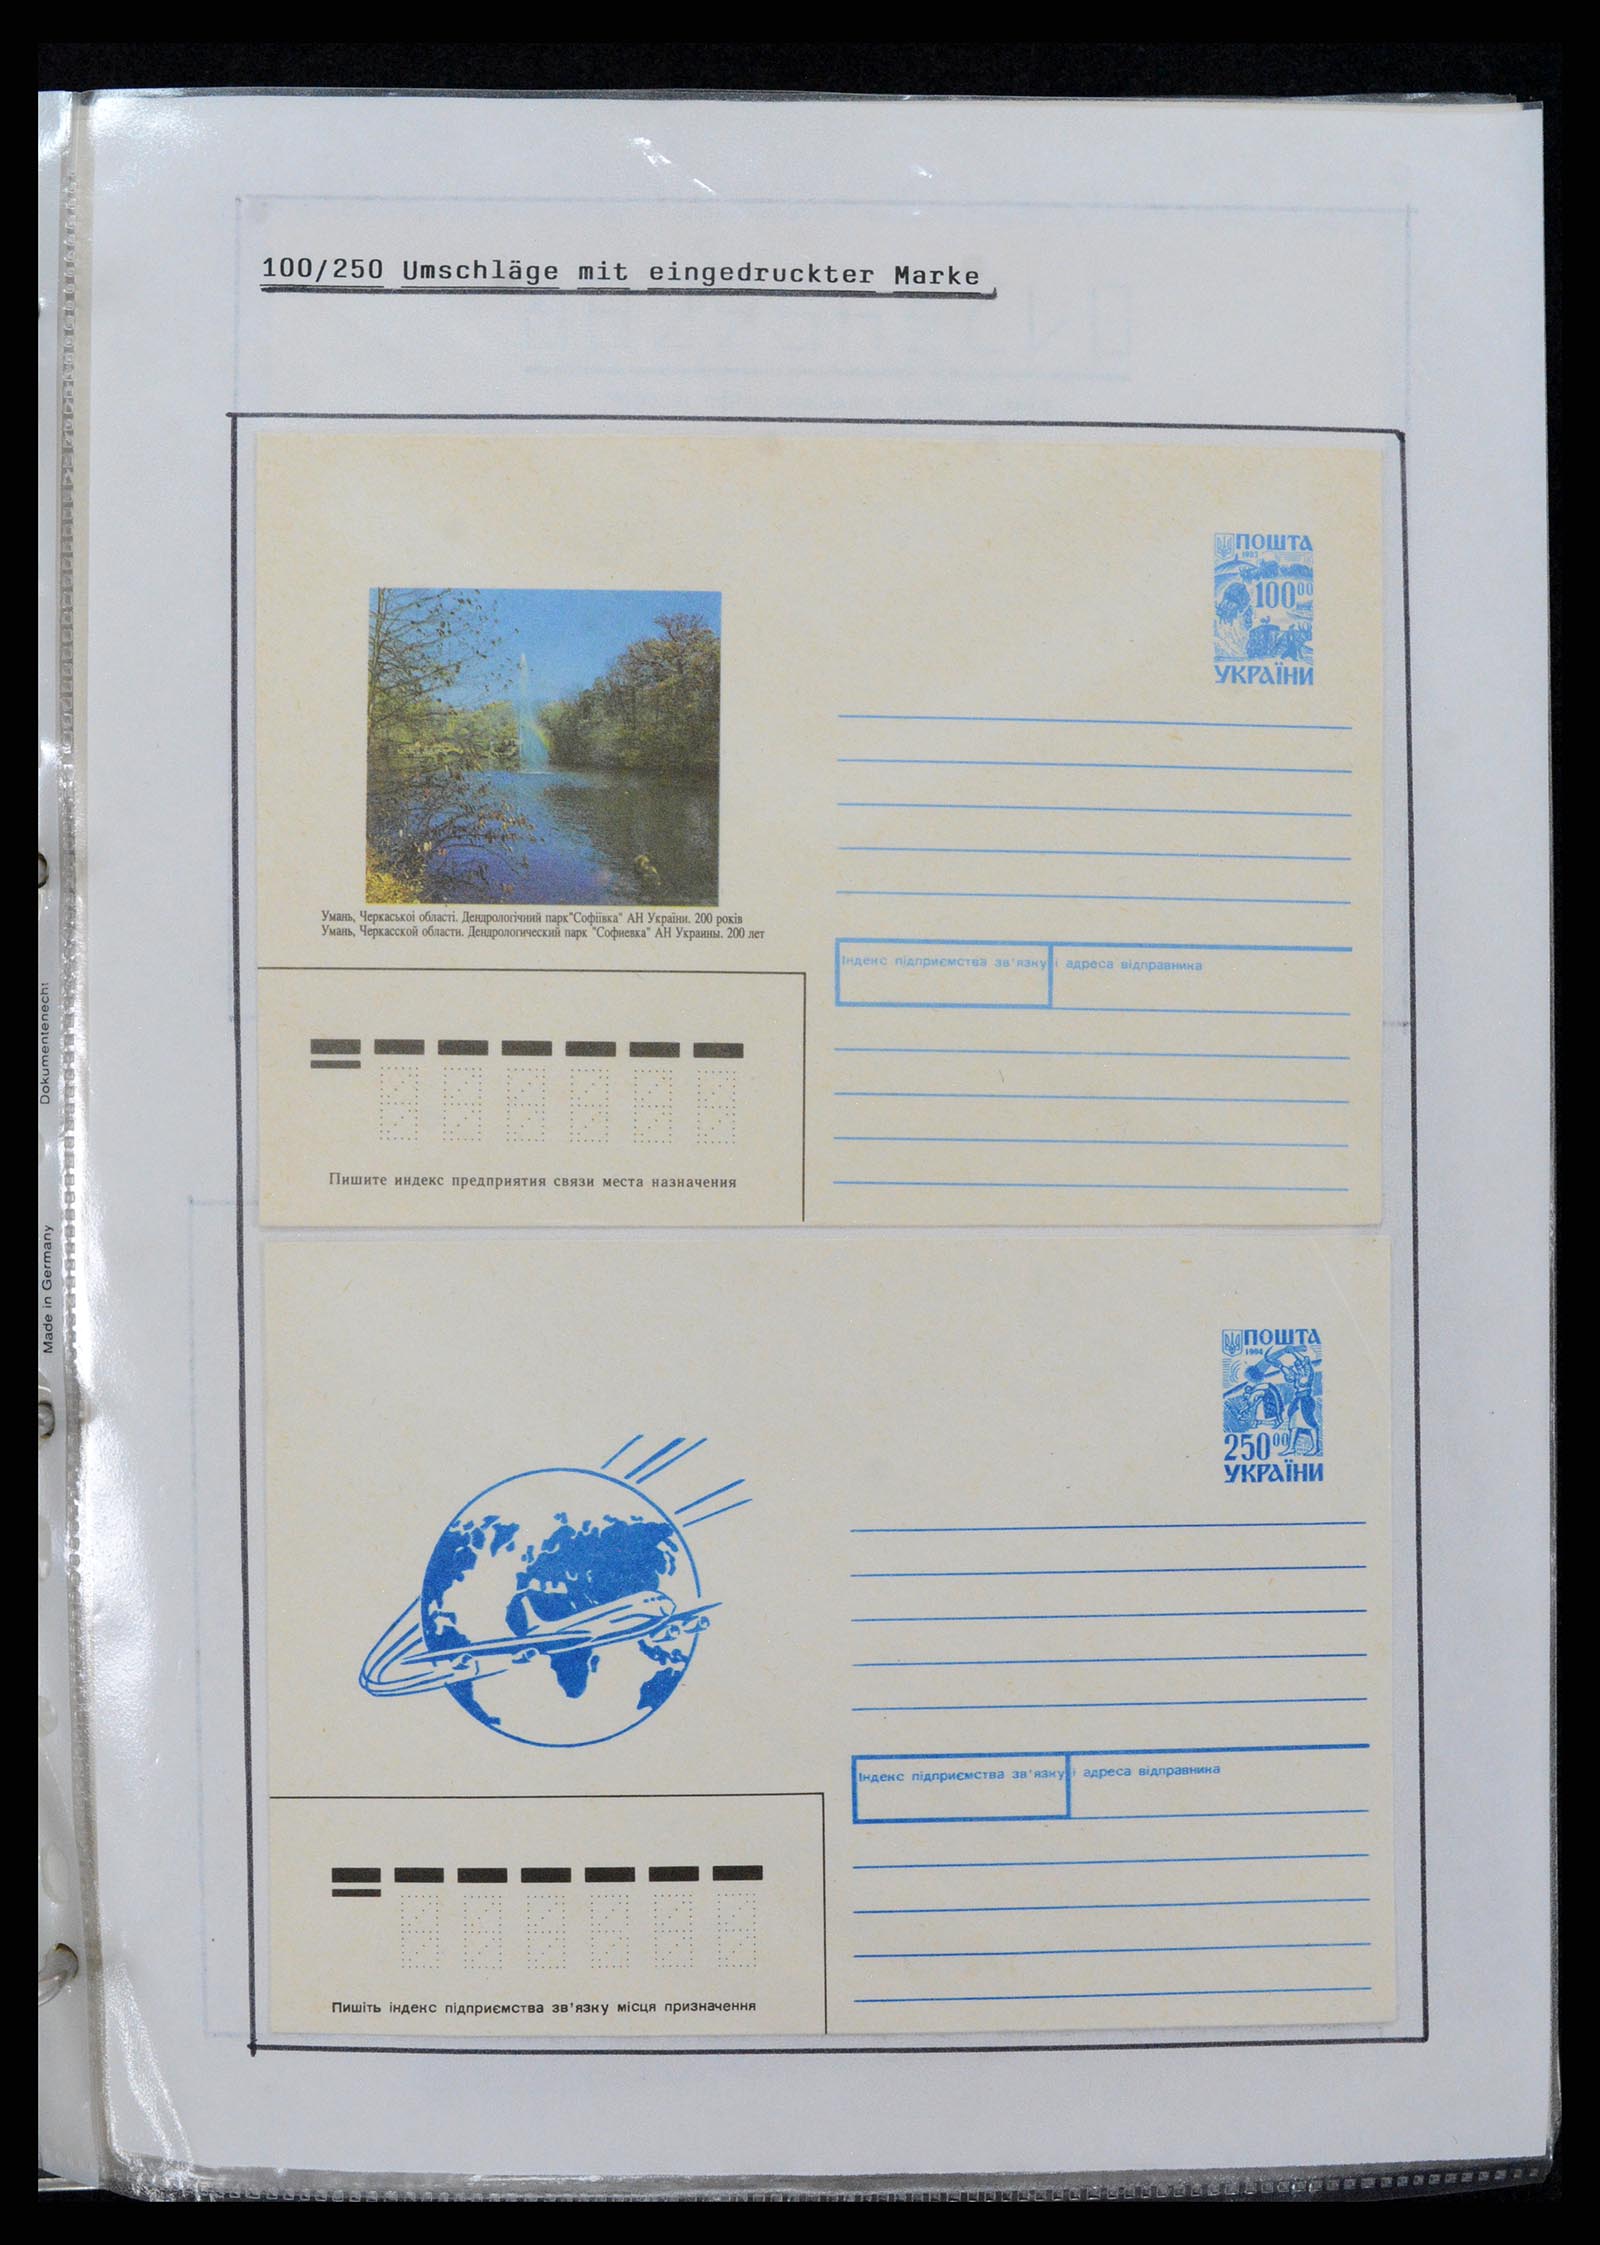 100/250 Umschläge mit eingedruckter Marke
ПОШТА
100⁰⁰
УКРАЇНИ
Умань, Черкаської області. Дендрологічний парк"Софіївка" АН України. 200 років
Умань, Черкасской области. Дендрологический парк "Софиевка" АН Украины. 200 лет
Індекс підприємства зв'язку і адреса відправника
Пишите индекс предприятия связи места назначения
ПОШТА
1994
250⁰⁰
УКРАЇНИ
Індекс підприємства зв'язку і адреса відправника
Пишіть індекс підприємства зв'язку місця призначення
Dokumentenecht
Made in Germany